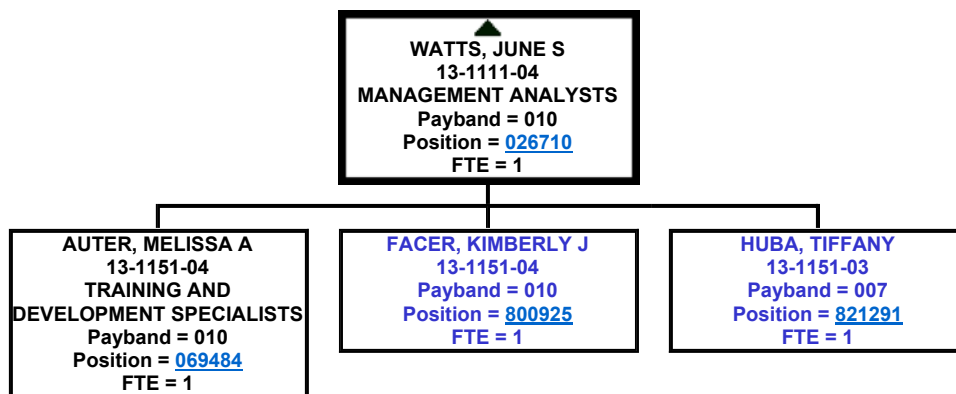 WATTS, JUNE S
13-1111-04
MANAGEMENT ANALYSTS
Payband = 010
Position = 026710
FTE = 1
AUTER, MELISSA A
13-1151-04
TRAINING AND
DEVELOPMENT SPECIALISTS
Payband = 010
Position = 069484
FTE = 1
FACER, KIMBERLY J
13-1151-04
Payband = 010
Position = 800925
FTE = 1
HUBA, TIFFANY
13-1151-03
Payband = 007
Position = 821291
FTE = 1